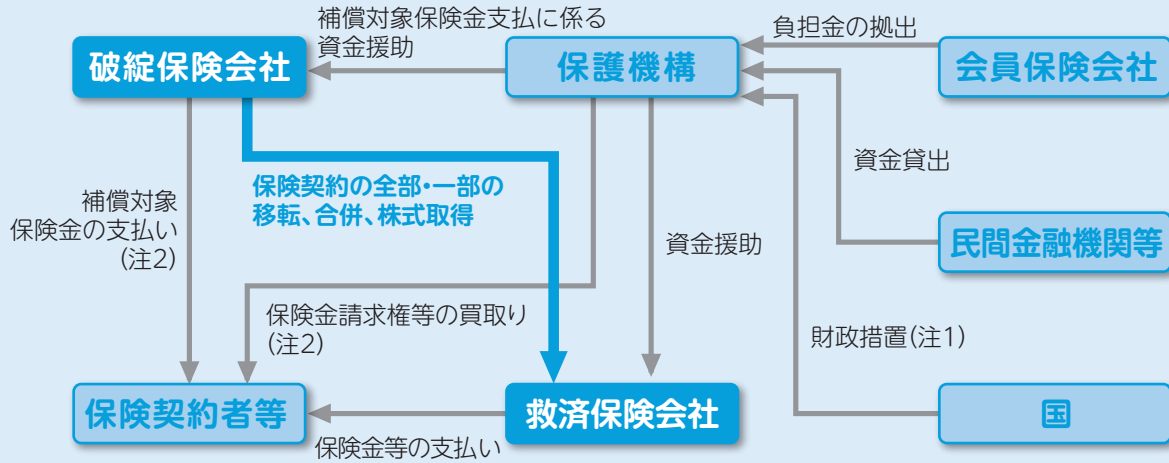 補償対象保険金支払に係る
資金援助
負担金の拠出
破綻保険会社
保護機構
会員保険会社
保険契約の全部・一部の
移転、合併、株式取得
資金貸出
補償対象
保険金の支払い
(注2)
資金援助
民間金融機関等
保険金請求権等の買取り
(注2)
財政措置(注1)
保険契約者等
救済保険会社
国
保険金等の支払い